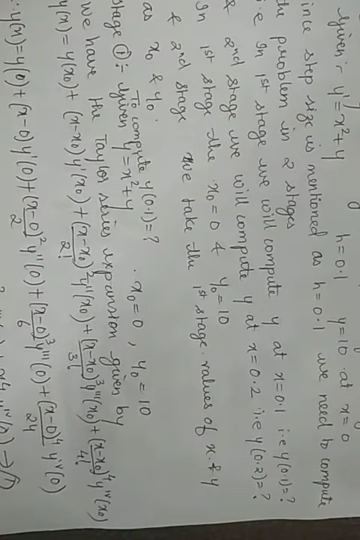 Given:- y' = x² + y h = 0.1 y = 10 at x = 0
since step size is mentioned as h = 0.1 we need to compute
the problem in 2 stages
i.e In 1st stage we will compute y at x = 0.1 i.e y(0.1) = ?
& 2nd stage we will compute y at x = 0.2 i.e y(0.2) = ?
In 1st stage the x₀ = 0 & y₀ = 10
& 2nd stage we take the 1st stage values of x & y
as x₀ & y₀.
To compute y(0.1) = ?
stage ①:- Given y' = x² + y . x₀ = 0 , y₀ = 10
we have the Taylor series expansion given by
y(x) = y(x₀) + (x-x₀) y'(x₀) + (x-x₀)²/2! y''(x₀) + (x-x₀)³/3! y'''(x₀) + (x-x₀)⁴/4! y^{iv}(x₀)
∴ y(x) = y(0) + (x-0) y'(0) + (x-0)²/2 y''(0) + (x-0)³/6 y'''(0) + (x-0)⁴/24 y^{iv}(0)
→ ①